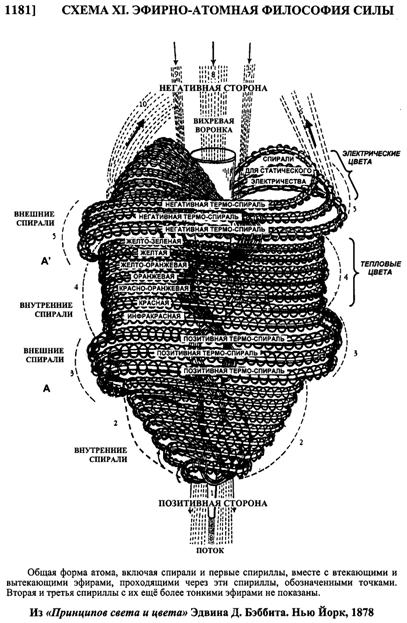 1181] СХЕМА XI. ЭФИРНО-АТОМНАЯ ФИЛОСОФИЯ СИЛЫ
9 8 7
НЕГАТИВНАЯ СТОРОНА
10
ВИХРЕВАЯ
ВОРОНКА
СПИРАЛИ
ДЛЯ СТАТИЧЕСКОГО
ЭЛЕКТРИЧЕСТВА
ЭЛЕКТРИЧЕСКИЕ
ЦВЕТА
НЕГАТИВНАЯ ТЕРМО-СПИРАЛЬ
НЕГАТИВНАЯ ТЕРМО-СПИРАЛЬ
НЕГАТИВНАЯ ТЕРМО-СПИРАЛЬ
ВНЕШНИЕ
СПИРАЛИ
5
5
A'
ЖЕЛТО-ЗЕЛЕНАЯ
ЖЕЛТАЯ
ЖЕЛТО-ОРАНЖЕВАЯ
ОРАНЖЕВАЯ
КРАСНО-ОРАНЖЕВАЯ
КРАСНАЯ
ИНФРАКРАСНАЯ
ТЕПЛОВЫЕ
ЦВЕТА
4
4
ВНУТРЕННИЕ
СПИРАЛИ
ПОЗИТИВНАЯ ТЕРМО-СПИРАЛЬ
ПОЗИТИВНАЯ ТЕРМО-СПИРАЛЬ
ПОЗИТИВНАЯ ТЕРМО-СПИРАЛЬ
ВНЕШНИЕ
СПИРАЛИ
3
3
A
2
2
ВНУТРЕННИЕ
СПИРАЛИ
1
ПОЗИТИВНАЯ СТОРОНА
ПОТОК
Общая форма атома, включая спирали и первые спириллы, вместе с втекающими и
вытекающими эфирами, проходящими через эти спириллы, обозначенными точками.
Вторая и третья спириллы с их ещё более тонкими эфирами не показаны.
Из «Принципов света и цвета» Эдвина Д. Бэббита. Нью Йорк, 1878